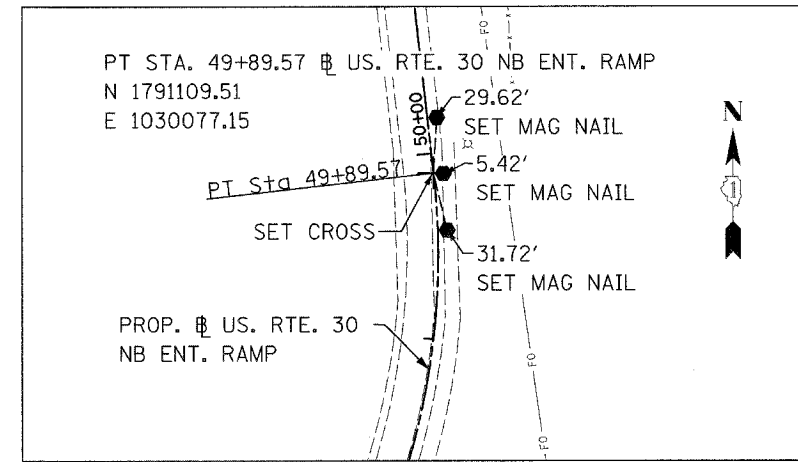 PT STA. 49+89.57 ℄ US. RTE. 30 NB ENT. RAMP
N 1791109.51
E 1030077.15
50+00
29.62'
SET MAG NAIL
5.42'
SET MAG NAIL
PT Sta 49+89.57
SET CROSS
31.72'
SET MAG NAIL
PROP. ℄ US. RTE. 30
NB ENT. RAMP
FO
FO
FO
N
1